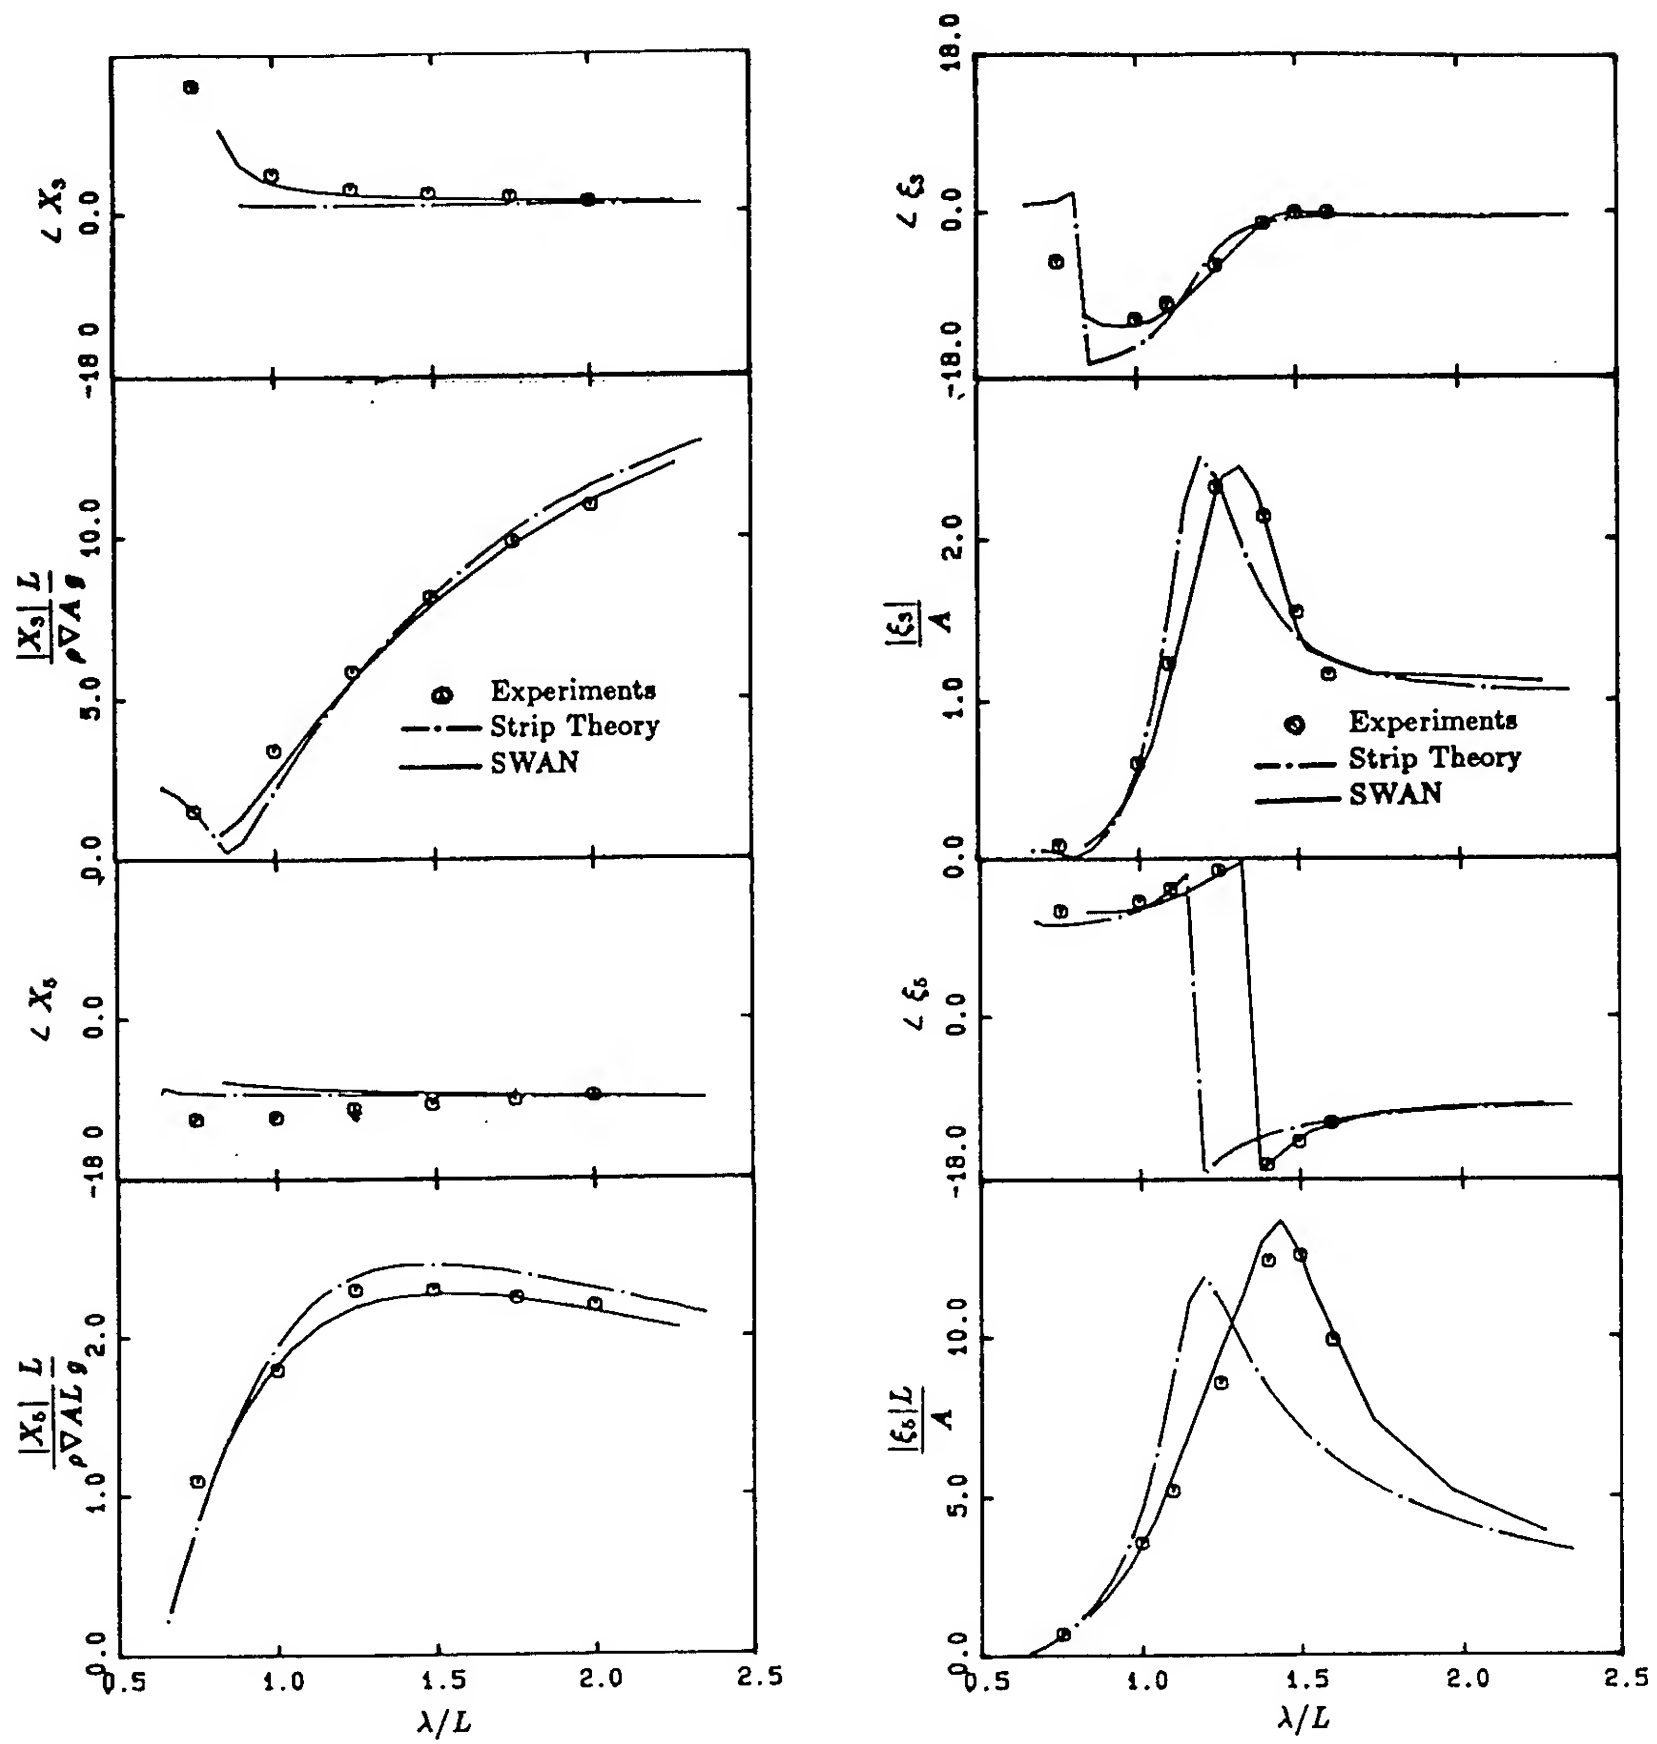 ∠ X₃
-18 0
0.0
|X₃| L
ρ∇A g
0.0
5.0
10.0
Experiments
Strip Theory
SWAN
∠ X₅
-18 0
0.0
|X₅| L
ρ∇AL g
0.0
1.0
2.0
0.5 1.0 1.5 2.0 2.5
λ/L
∠ ξ₃
-18.0
0.0
18.0
|ξ₃|
A
0.0
1.0
2.0
Experiments
Strip Theory
SWAN
∠ ξ₅
-18.0
0.0
|ξ₅|L
A
0.0
5.0
10.0
0.5 1.0 1.5 2.0 2.5
λ/L